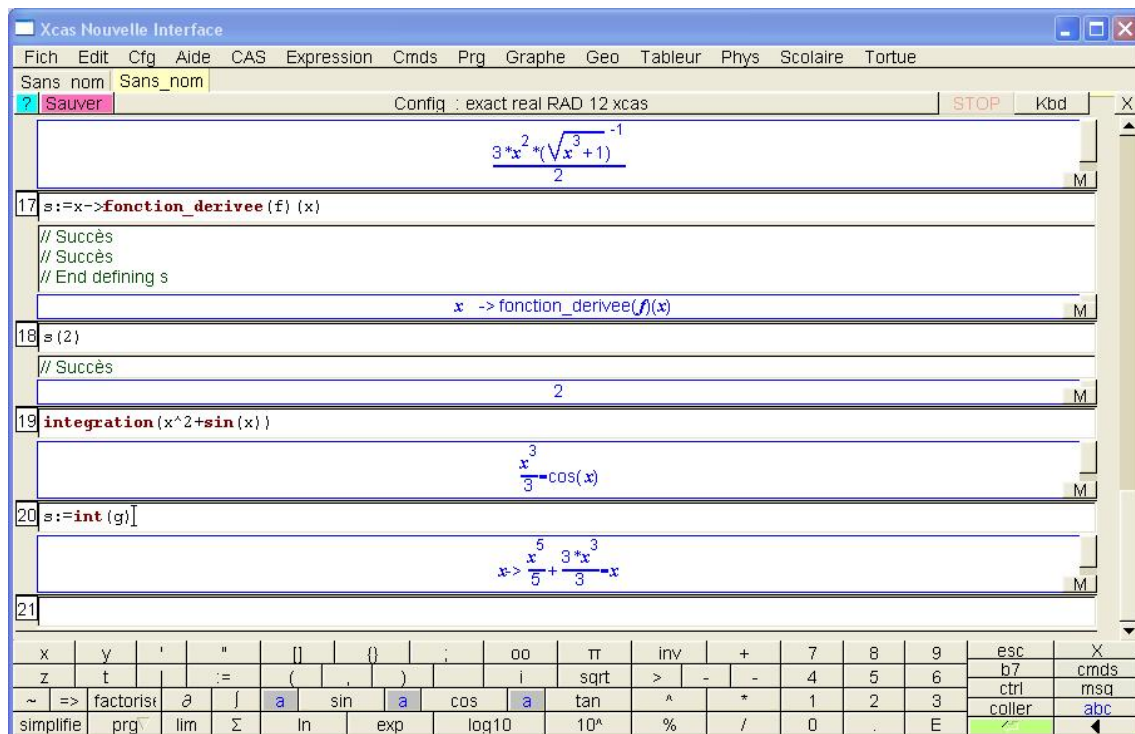 Xcas Nouvelle Interface
Fich Edit Cfg Aide CAS Expression Cmds Prg Graphe Geo Tableur Phys Scolaire Tortue
Sans_nom Sans_nom
? Sauver Config : exact real RAD 12 xcas STOP Kbd X
3*x^2*(√x^3+1)^-1
2
M
17 s:=x->fonction_derivee(f)(x)
// Succès
// Succès
// End defining s
x -> fonction_derivee(f)(x) M
18 s(2)
// Succès
2 M
19 integration(x^2+sin(x))
x^3
3 -cos(x)
M
20 s:=int(g)
x^5 3*x^3
x-> 5 + 3 -x
M
21
x y ' " [] {} ; oo π inv + 7 8 9 esc X
z t | := ( , ) i sqrt > - - 4 5 6 b7 cmds
~ => factorise ∂ ∫ a sin a cos a tan ^ * 1 2 3 ctrl msg
simplifie prg lim Σ ln exp log10 10^ % / 0 . E coller abc